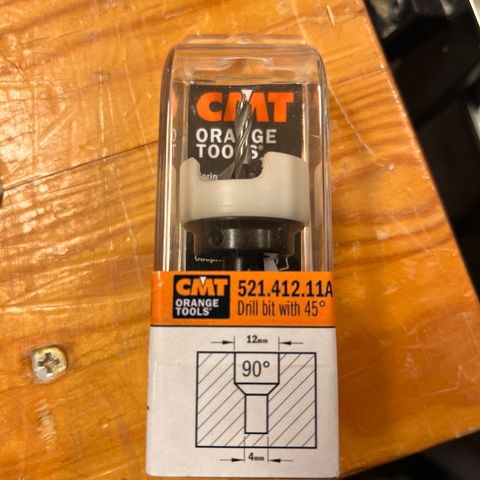 CMT
ORANGE
TOOLS®
CMT
ORANGE
TOOLS®
521.412.11A
Drill bit with 45°
12mm
90°
4mm